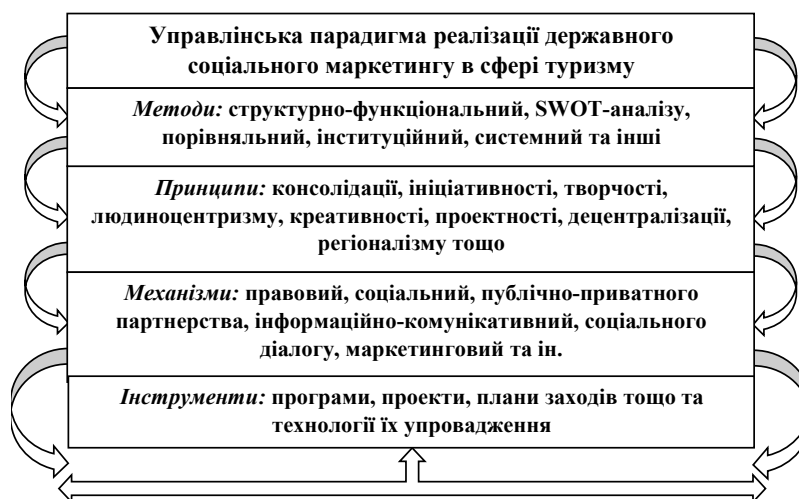 Управлінська парадигма реалізації державного
соціального маркетингу в сфері туризму
Методи: структурно-функціональний, SWOT-аналізу,
порівняльний, інституційний, системний та інші
Принципи: консолідації, ініціативності, творчості,
людиноцентризму, креативності, проектності, децентралізації,
регіоналізму тощо
Механізми: правовий, соціальний, публічно-приватного
партнерства, інформаційно-комунікативний, соціального
діалогу, маркетинговий та ін.
Інструменти: програми, проекти, плани заходів тощо та
технології їх упровадження